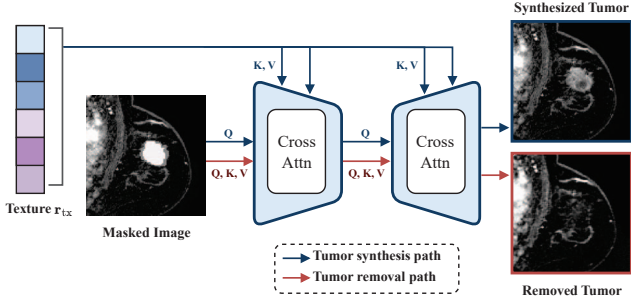 Synthesized Tumor
K, V
K, V
Q
Cross
Attn
Q
Cross
Attn
Q, K, V
Q, K, V
Texture r_tx
Masked Image
Tumor synthesis path
Tumor removal path
Removed Tumor